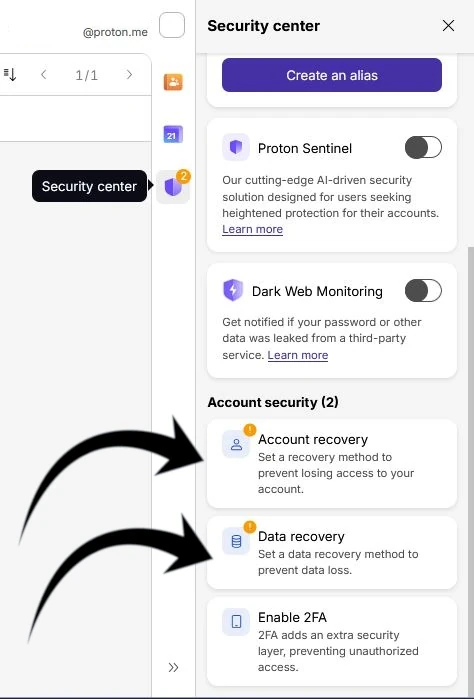 @proton.me
1/1
21
Security center
2
Security center
Create an alias
Proton Sentinel
Our cutting-edge AI-driven security
solution designed for users seeking
heightened protection for their accounts.
Learn more
Dark Web Monitoring
Get notified if your password or other
data was leaked from a third-party
service. Learn more
Account security (2)
!
Account recovery
Set a recovery method to
prevent losing access to your
account.
!
Data recovery
Set a data recovery method to
prevent data loss.
Enable 2FA
2FA adds an extra security
layer, preventing unauthorized
access.